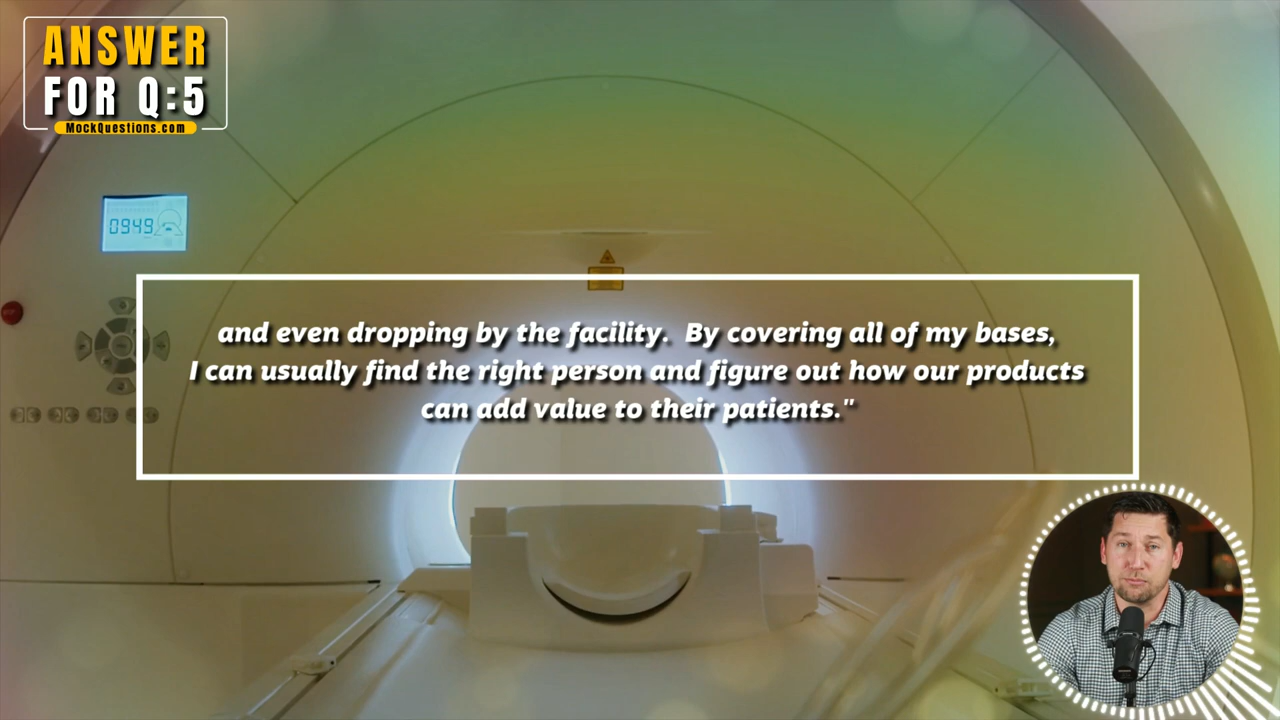 ANSWER
FOR Q:5
MockQuestions.com
0949
and even dropping by the facility.  By covering all of my bases,
I can usually find the right person and figure out how our products
can add value to their patients."